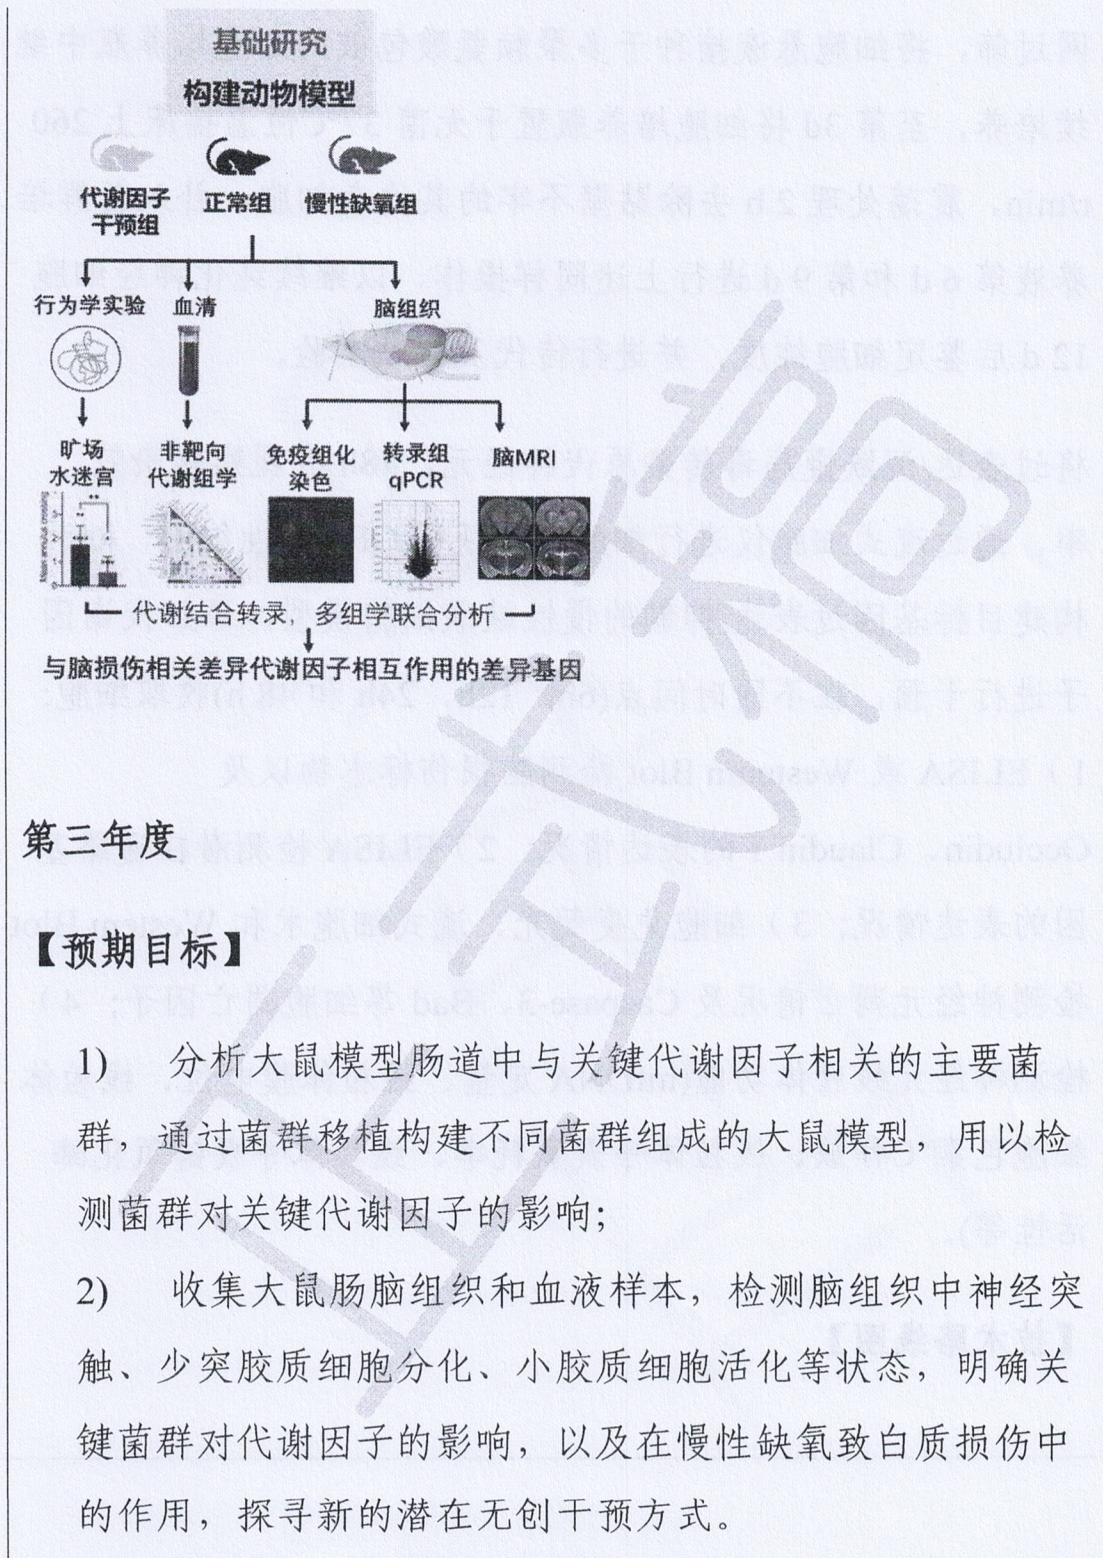 基础研究
构建动物模型
代谢因子
干预组
正常组
慢性缺氧组
行为学实验
血清
脑组织
旷场
水迷宫
非靶向
代谢组学
免疫组化
染色
转录组
qPCR
脑MRI
代谢结合转录，多组学联合分析
与脑损伤相关差异代谢因子相互作用的差异基因
第三年度
【预期目标】
1) 分析大鼠模型肠道中与关键代谢因子相关的主要菌
群，通过菌群移植构建不同菌群组成的大鼠模型，用以检
测菌群对关键代谢因子的影响；
2) 收集大鼠肠脑组织和血液样本，检测脑组织中神经突
触、少突胶质细胞分化、小胶质细胞活化等状态，明确关
键菌群对代谢因子的影响，以及在慢性缺氧致白质损伤中
的作用，探寻新的潜在无创干预方式。
正式稿